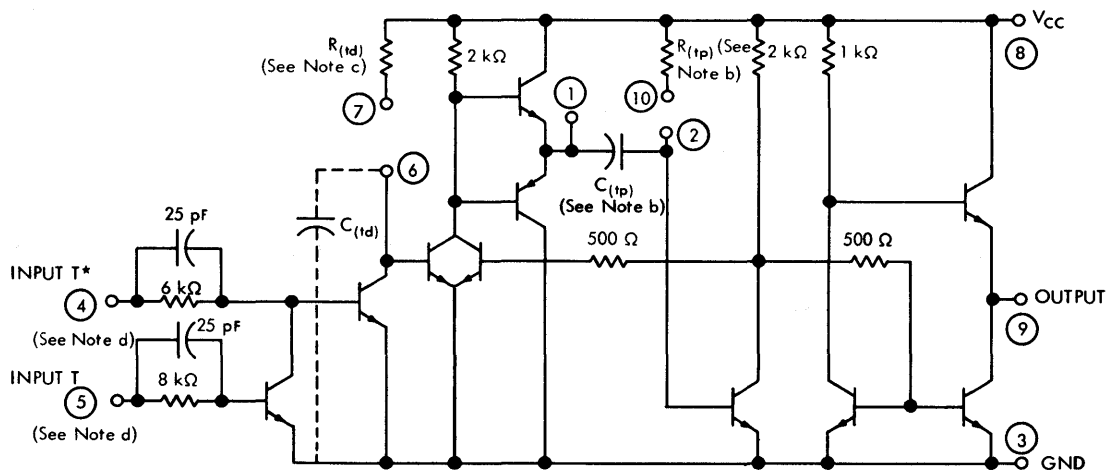 VCC
8
R(td)
(See Note c)
2 kΩ
R(tp) (See
Note b)
2 kΩ
1 kΩ
7
1
10
2
6
C(tp)
(See Note b)
C(td)
25 pF
500 Ω
500 Ω
INPUT T*
4
6 kΩ
(See Note d)
25 pF
OUTPUT
9
INPUT T
5
8 kΩ
(See Note d)
3
GND